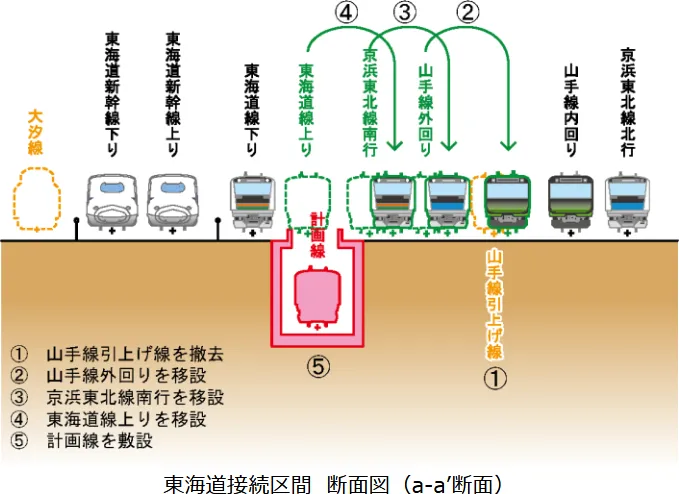 ④ ③ ②
大汐線
東海道新幹線下り
東海道新幹線上り
東海道線下り
東海道線上り
京浜東北線南行
山手線外回り
山手線内回り
京浜東北線北行
計画線
山手線引上げ線
⑤ ①
① 山手線引上げ線を撤去
② 山手線外回りを移設
③ 京浜東北線南行を移設
④ 東海道線上りを移設
⑤ 計画線を敷設
東海道接続区間 断面図（a-a′断面）